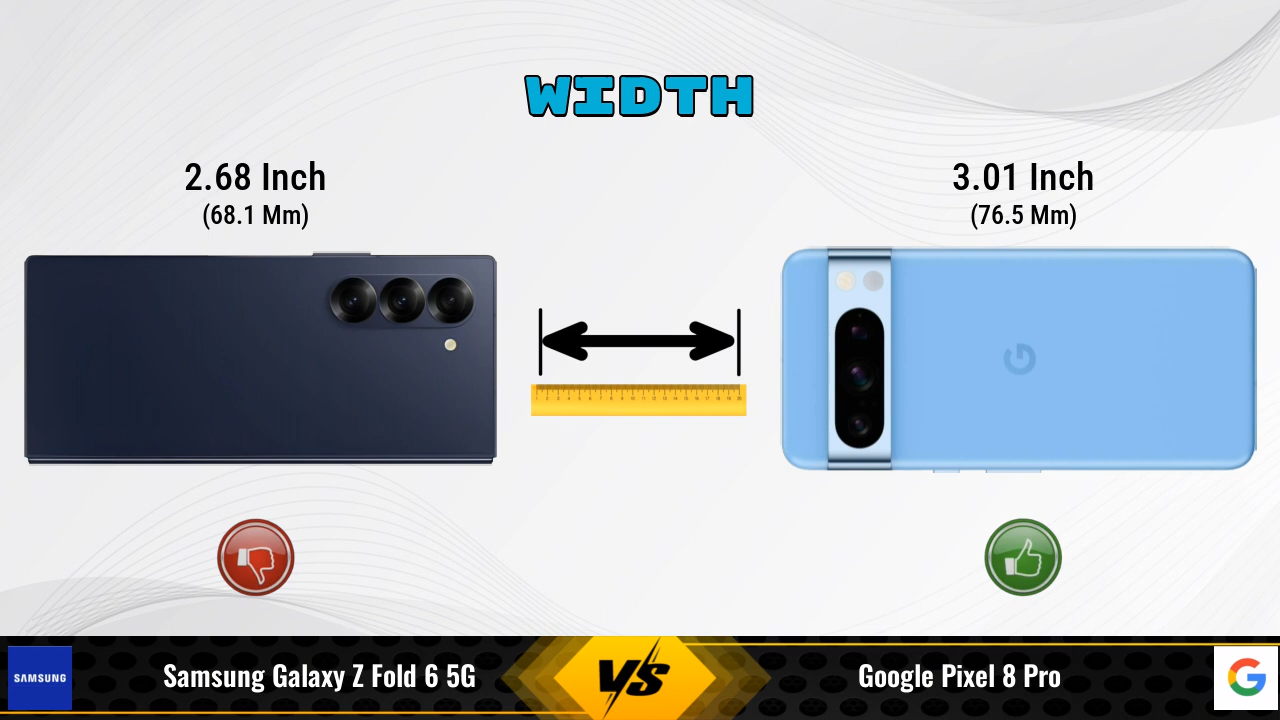 WIDTH
2.68 Inch
(68.1 Mm)
3.01 Inch
(76.5 Mm)
SAMSUNG
Samsung Galaxy Z Fold 6 5G
VS
Google Pixel 8 Pro